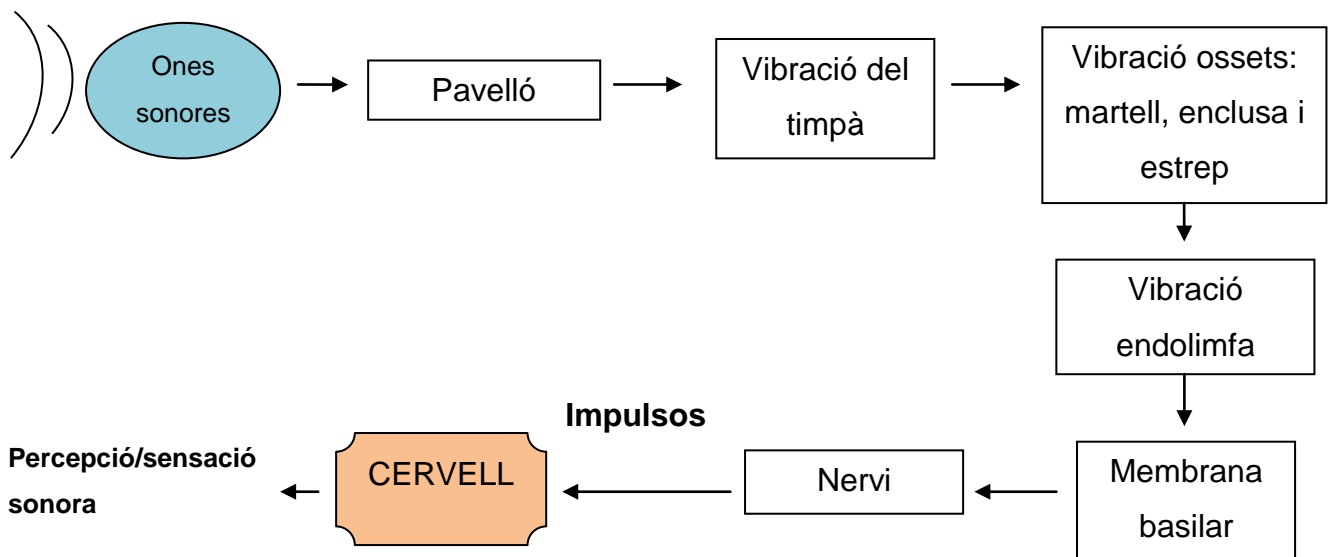 Ones
sonores
Pavelló
Vibració del
timpà
Vibració ossets:
martell, enclusa i
estrep
Vibració
endolimfa
Membrana
basilar
Nervi
Impulsos
CERVELL
Percepció/sensació
sonora